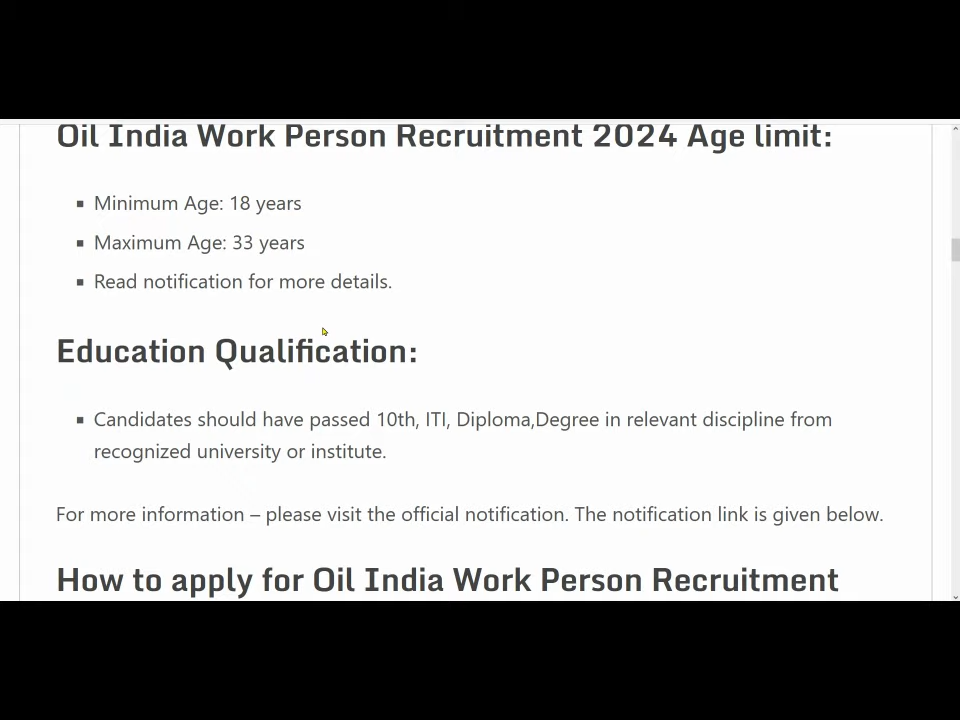 Oil India Work Person Recruitment 2024 Age limit:
Minimum Age: 18 years
Maximum Age: 33 years
Read notification for more details.
Education Qualification:
Candidates should have passed 10th, ITI, Diploma,Degree in relevant discipline from
recognized university or institute.
For more information – please visit the official notification. The notification link is given below.
How to apply for Oil India Work Person Recruitment